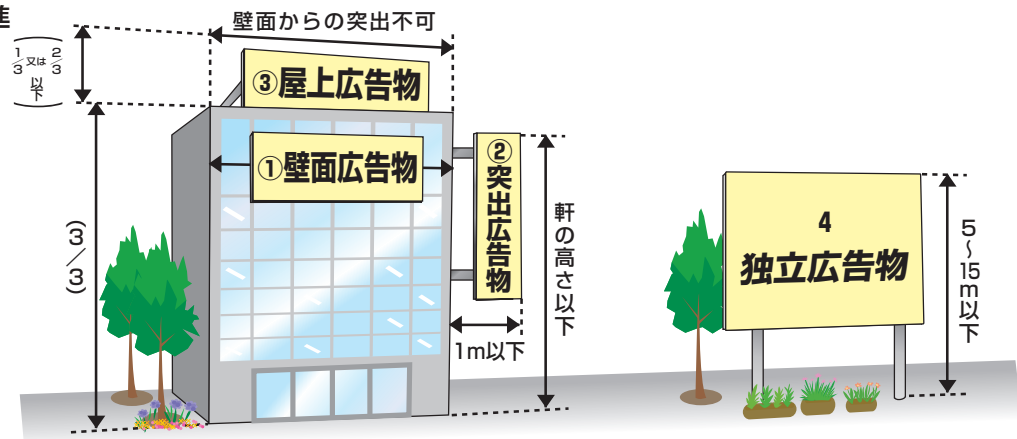 準
壁面からの突出不可
1/3 又は 2/3 以下
③屋上広告物
①壁面広告物
②突出広告物
(3/3)
軒の高さ以下
1m以下
4
独立広告物
5〜15m以下